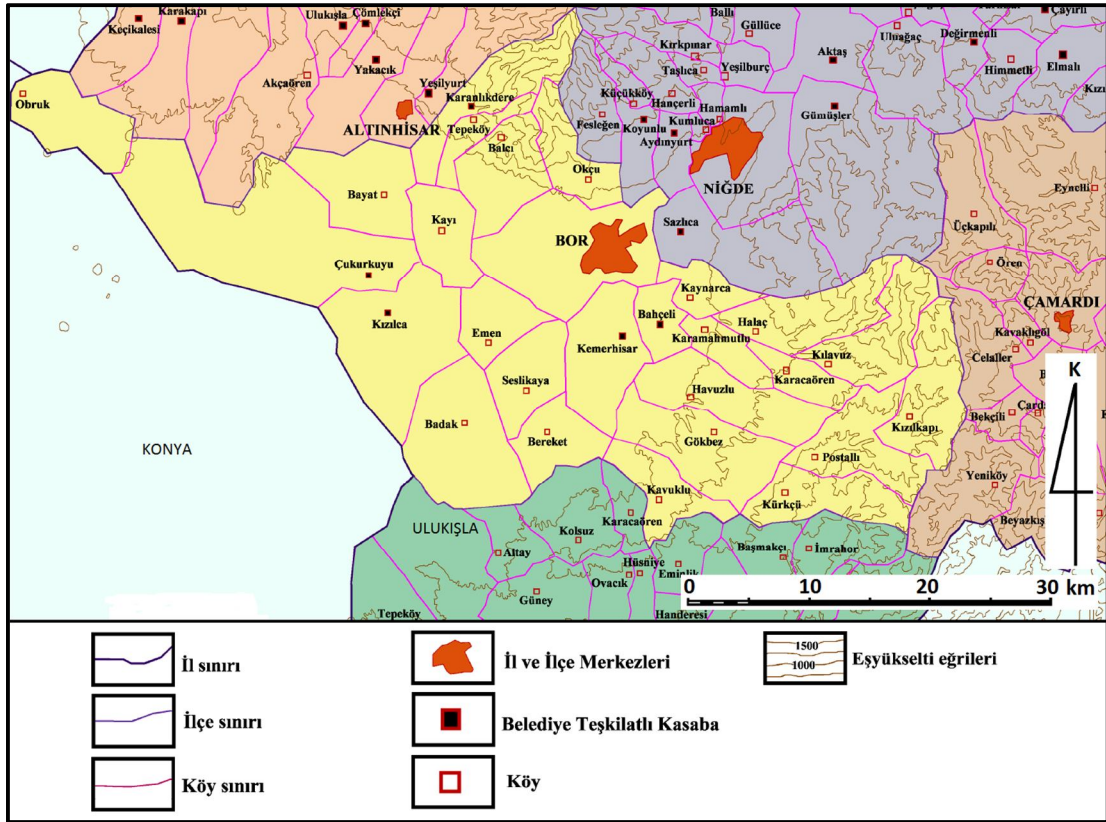 Karakapı
Keçikalesi
Ulukışla
Çömlekçi
Yakacık
Akçaören
Yeşilyurt
Obruk
ALTINHİSAR
Karanlıkdere
Tepeköy
Balcı
Okçu
Bayat
Kayı
Çukurkuyu
Kızılca
Emen
Seslikaya
Badak
Bereket
BOR
Ballı
Güllüce
Kırkpınar
Taşlıca
Yeşilburç
Küçükköy
Hançerli
Hamamlı
Fesleğen
Koyunlu
Kumluca
Aydınyurt
NİĞDE
Sazlıca
Aktaş
Gümüşler
Uluağaç
Değirmenli
Çayırlı
Himmetli
Elmalı
Eynelli
Üçkapılı
Ören
ÇAMARDI
Kavaklıgöl
Celaller
Bekçili
Yeniköy
Kaynarca
Bahçeli
Karamahmutlu
Halaç
Kemerhisar
Kılavuz
Karacaören
Havuzlu
Gökbez
Kızılkapı
Postallı
Kavuklu
Kürkçü
KONYA
ULUKIŞLA
Karacaören
Kolsuz
Altay
Hüsniye
Ovacık
Eminlik
Güney
Tepeköy
Handeresi
Başmakçı
İmrahor
K
0 10 20 30 km
İl sınırı
İlçe sınırı
Köy sınırı
İl ve İlçe Merkezleri
Belediye Teşkilatlı Kasaba
Köy
1500
1000
Eşyükselti eğrileri